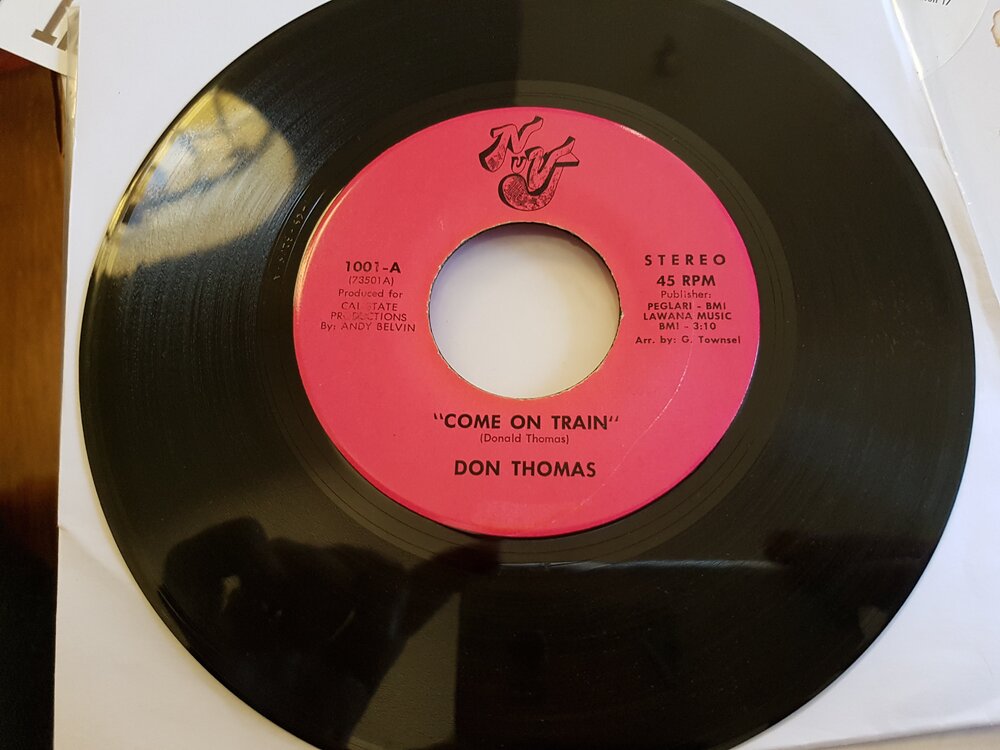 NUJ
1001-A
(73501A)
Produced for
CAL STATE
PRODUCTIONS
By: ANDY BELVIN
STEREO
45 RPM
Publisher:
PEGLARI - BMI
LAWANA MUSIC
BMI - 3:10
Arr. by: G. Townsel
"COME ON TRAIN"
(Donald Thomas)
DON THOMAS